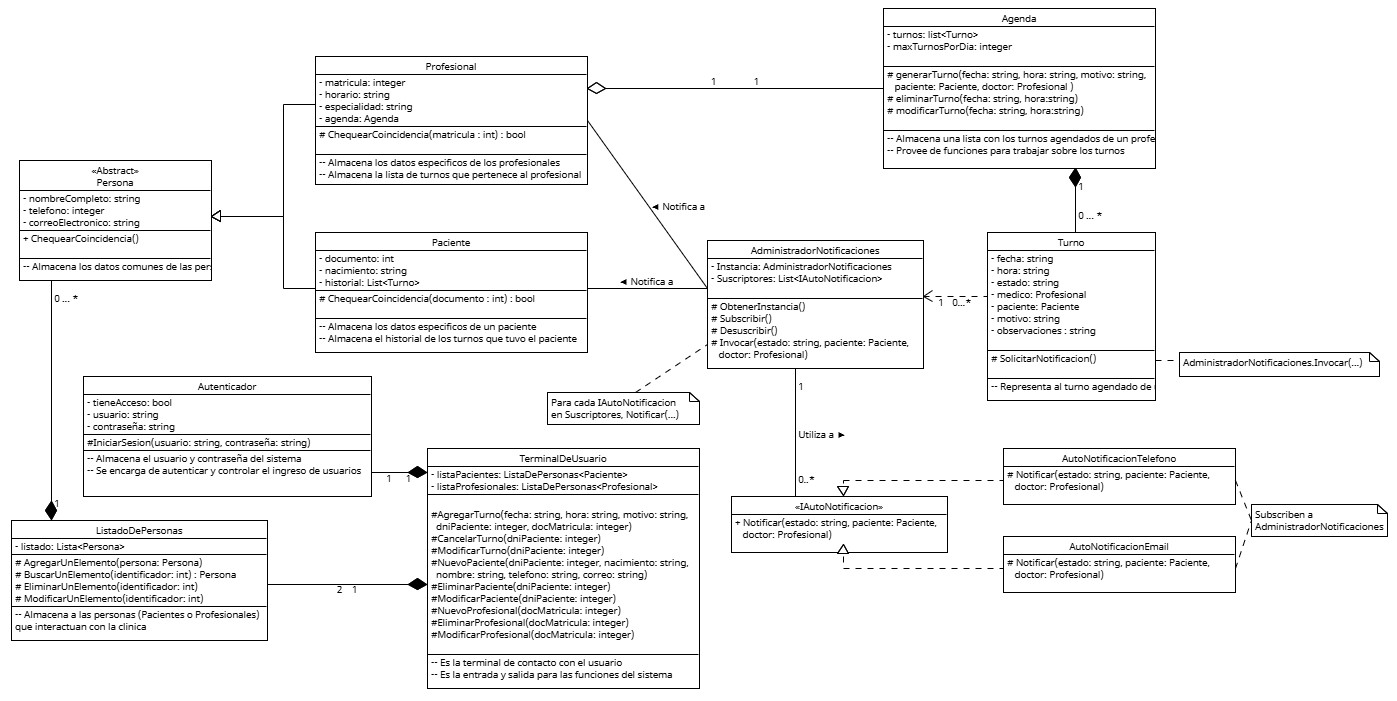 Agenda
- turnos: list<Turno>
- maxTurnosPorDia: integer
# generarTurno(fecha: string, hora: string, motivo: string,
paciente: Paciente, doctor: Profesional )
# eliminarTurno(fecha: string, hora:string)
# modificarTurno(fecha: string, hora:string)
-- Almacena una lista con los turnos agendados de un profe
-- Provee de funciones para trabajar sobre los turnos
Profesional
- matricula: integer
- horario: string
- especialidad: string
- agenda: Agenda
# ChequearCoincidencia(matricula : int) : bool
-- Almacena los datos especificos de los profesionales
-- Almacena la lista de turnos que pertenece al profesional
1 1
«Abstract»
Persona
- nombreCompleto: string
- telefono: integer
- correoElectronico: string
+ ChequearCoincidencia()
-- Almacena los datos comunes de las per
0 ... *
1
◄ Notifica a
1
0 ... *
Paciente
- documento: int
- nacimiento: string
- historial: List<Turno>
# ChequearCoincidencia(documento : int) : bool
-- Almacena los datos especificos de un paciente
-- Almacena el historial de los turnos que tuvo el paciente
◄ Notifica a
AdministradorNotificaciones
- Instancia: AdministradorNotificaciones
- Suscriptores: List<IAutoNotificacion>
# ObtenerInstancia()
# Subscribir()
# Desuscribir()
# Invocar(estado: string, paciente: Paciente,
doctor: Profesional)
1 0...*
Turno
- fecha: string
- hora: string
- estado: string
- medico: Profesional
- paciente: Paciente
- motivo: string
- observaciones : string
# SolicitarNotificacion()
-- Representa al turno agendado de
AdministradorNotificaciones.Invocar(...)
Para cada IAutoNotificacion
en Suscriptores, Notificar(...)
1
Utiliza a ►
0..*
Autenticador
- tieneAcceso: bool
- usuario: string
- contraseña: string
#IniciarSesion(usuario: string, contraseña: string)
-- Almacena el usuario y contraseña del sistema
-- Se encarga de autenticar y controlar el ingreso de usuarios
1 1
TerminalDeUsuario
- listaPacientes: ListaDePersonas<Paciente>
- listaProfesionales: ListaDePersonas<Profesional>
#AgregarTurno(fecha: string, hora: string, motivo: string,
dniPaciente: integer, docMatricula: integer)
#CancelarTurno(dniPaciente: integer)
#ModificarTurno(dniPaciente: integer)
#NuevoPaciente(dniPaciente: integer, nacimiento: string,
nombre: string, telefono: string, correo: string)
#EliminarPaciente(dniPaciente: integer)
#ModificarPaciente(dniPaciente: integer)
#NuevoProfesional(docMatricula: integer)
#EliminarProfesional(docMatricula: integer)
#ModificarProfesional(docMatricula: integer)
-- Es la terminal de contacto con el usuario
-- Es la entrada y salida para las funciones del sistema
ListadoDePersonas
- listado: Lista<Persona>
# AgregarUnElemento(persona: Persona)
# BuscarUnElemento(identificador: int) : Persona
# EliminarUnElemento(identificador: int)
# ModificarUnElemento(identificador: int)
-- Almacena a las personas (Pacientes o Profesionales)
que interactuan con la clinica
2 1
«IAutoNotificacion»
+ Notificar(estado: string, paciente: Paciente,
doctor: Profesional)
AutoNotificacionTelefono
# Notificar(estado: string, paciente: Paciente,
doctor: Profesional)
AutoNotificacionEmail
# Notificar(estado: string, paciente: Paciente,
doctor: Profesional)
Subscriben a
AdministradorNotificaciones